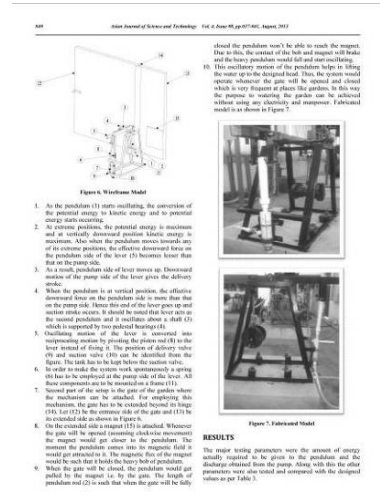 Asian Journal of Science and Technology Vol. 4, Issue 08, pp.057-061, August, 2013
Figure 6. Wireframe Model
1. As the pendulum (1) starts oscillating, the conversion of
the potential energy to kinetic energy and to potential
energy starts occurring.
2. At extreme positions, the potential energy is maximum
and at vertically downward position kinetic energy is
maximum. Also when the pendulum moves towards any
of its extreme positions, the effective downward force on
the pendulum side of the lever (5) becomes lesser than
that on the pump side.
3. As a result, pendulum side of lever moves up. Downward
motion of the pump side of the lever gives the delivery
stroke.
4. When the pendulum is at vertical position, the effective
downward force on the pendulum side is more than that
on the pump side. Hence this end of the lever goes up and
suction stroke occurs. It should be noted that lever acts as
the second pendulum and it oscillates about a shaft (3)
which is supported by two pedestal bearings (4).
5. Oscillating motion of the lever is converted into
reciprocating motion by pivoting the piston rod (8) to the
lever instead of fixing it. The position of delivery valve
(9) and suction valve (10) can be identified from the
figure. The tank has to be kept below the suction valve.
6. In order to make the system work spontaneously a spring
(6) has to be employed at the pump side of the lever. All
these components are to be mounted on a frame (11).
7. Second part of the setup is the gate of the garden where
the mechanism can be attached. For employing this
mechanism, the gate has to be extended beyond its hinge
(14). Let (12) be the entrance side of the gate and (13) be
its extended side as shown in Figure 6.
8. On the extended side a magnet (15) is attached. Whenever
the gate will be opened (assuming clockwise movement)
the magnet would get closer to the pendulum. The
moment the pendulum comes into its magnetic field it
would get attracted to it. The magnetic flux of the magnet
would be such that it holds the heavy bob of pendulum.
9. When the gate will be closed, the pendulum would get
pulled by the magnet i.e. by the gate. The length of
pendulum rod (2) is such that when the gate will be fully
closed the pendulum won't be able to reach the magnet.
Due to this, the contact of the bob and magnet will brake
and the heavy pendulum would fall and start oscillating.
10. This oscillatory motion of the pendulum helps in lifting
the water up to the designed head. Thus, the system would
operate whenever the gate will be opened and closed
which is very frequent at places like gardens. In this way
the purpose to watering the garden can be achieved
without using any electricity and manpower. Fabricated
model is as shown in Figure 7.
Figure 7. Fabricated Model
RESULTS
The major testing parameters were the amount of energy
actually required to be given to the pendulum and the
discharge obtained from the pump. Along with this the other
parameters were also tested and compared with the designed
values as per Table 3.